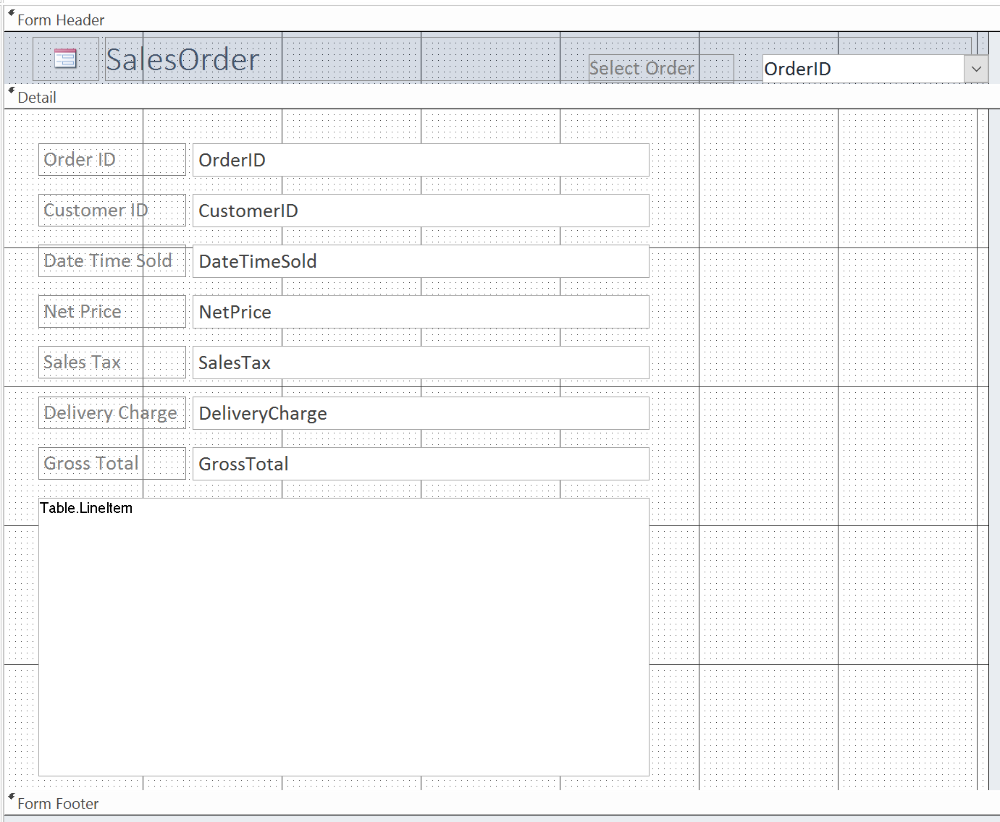 Form Header
SalesOrder
Select Order OrderID
Detail
Order ID OrderID
Customer ID CustomerID
Date Time Sold DateTimeSold
Net Price NetPrice
Sales Tax SalesTax
Delivery Charge DeliveryCharge
Gross Total GrossTotal
Table.LineItem
Form Footer